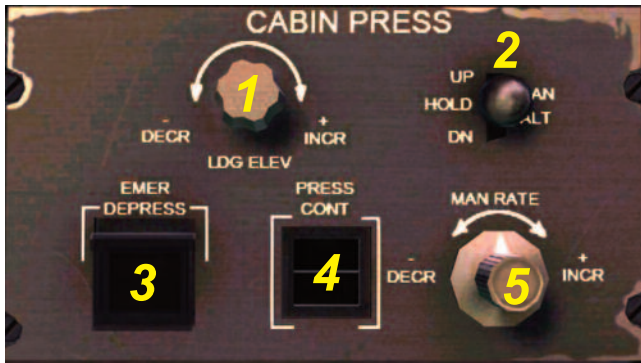 CABIN PRESS
1
2
UP
HOLD
DN
AN
ALT
-
DECR
+
INCR
LDG ELEV
EMER
DEPRESS
3
PRESS
CONT
4
MAN RATE
-
DECR
5
+
INCR